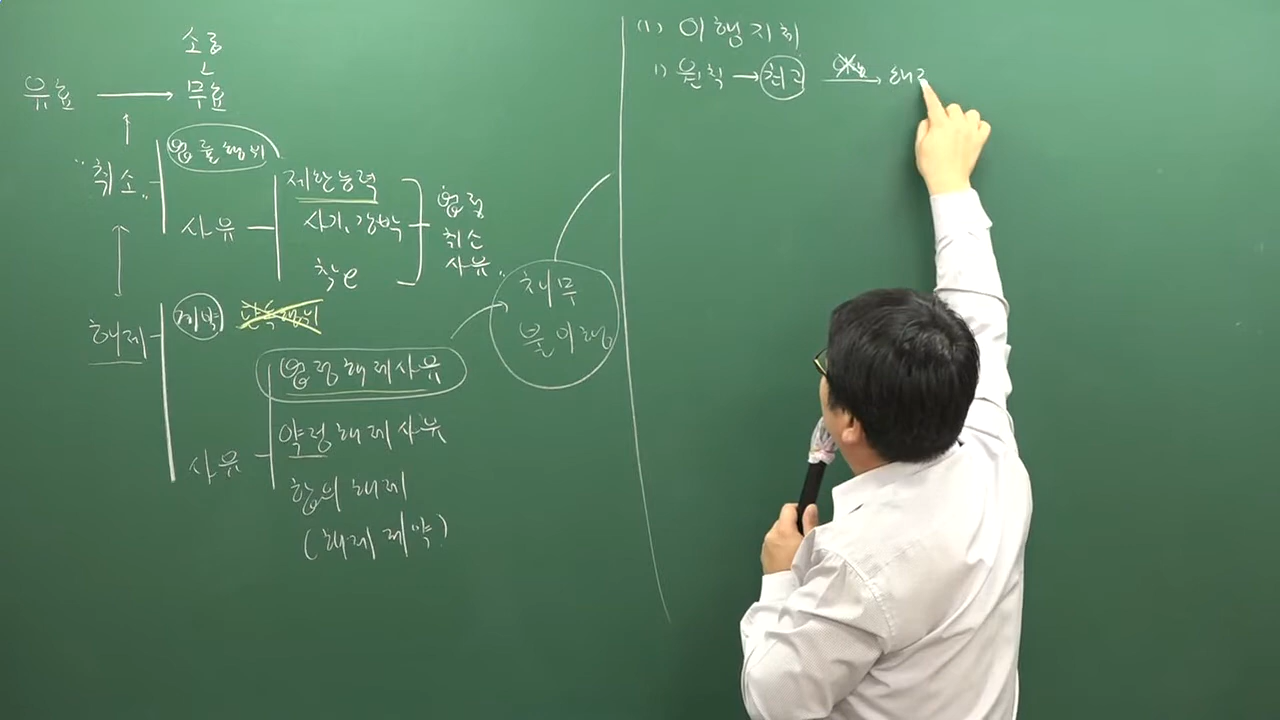 소급
유효 → 무효
"취소"
법률행위
사유
제한능력
사기, 강박
착e
법정
취소
사유"
해제
계약
법정해제사유
사유
약정해제사유
합의해제
(해제계약)
채무
불이행
(1) 이행지체
1) 원칙 → 최고 → 해